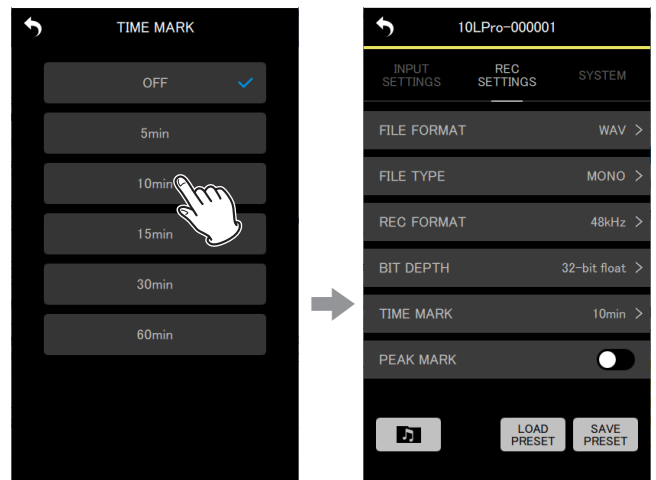 TIME MARK
OFF
5min
10min
15min
30min
60min
10LPro-000001
INPUT
SETTINGS
REC
SETTINGS
SYSTEM
FILE FORMAT WAV >
FILE TYPE MONO >
REC FORMAT 48kHz >
BIT DEPTH 32-bit float >
TIME MARK 10min >
PEAK MARK
LOAD
PRESET
SAVE
PRESET